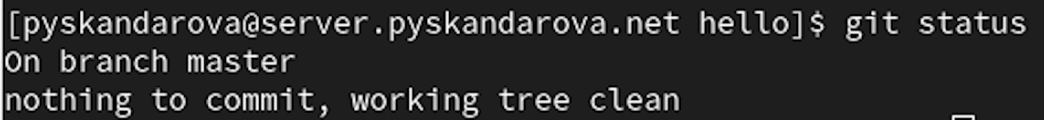 [pyskandarova@server.pyskandarova.net hello]$ git status
On branch master
nothing to commit, working tree clean